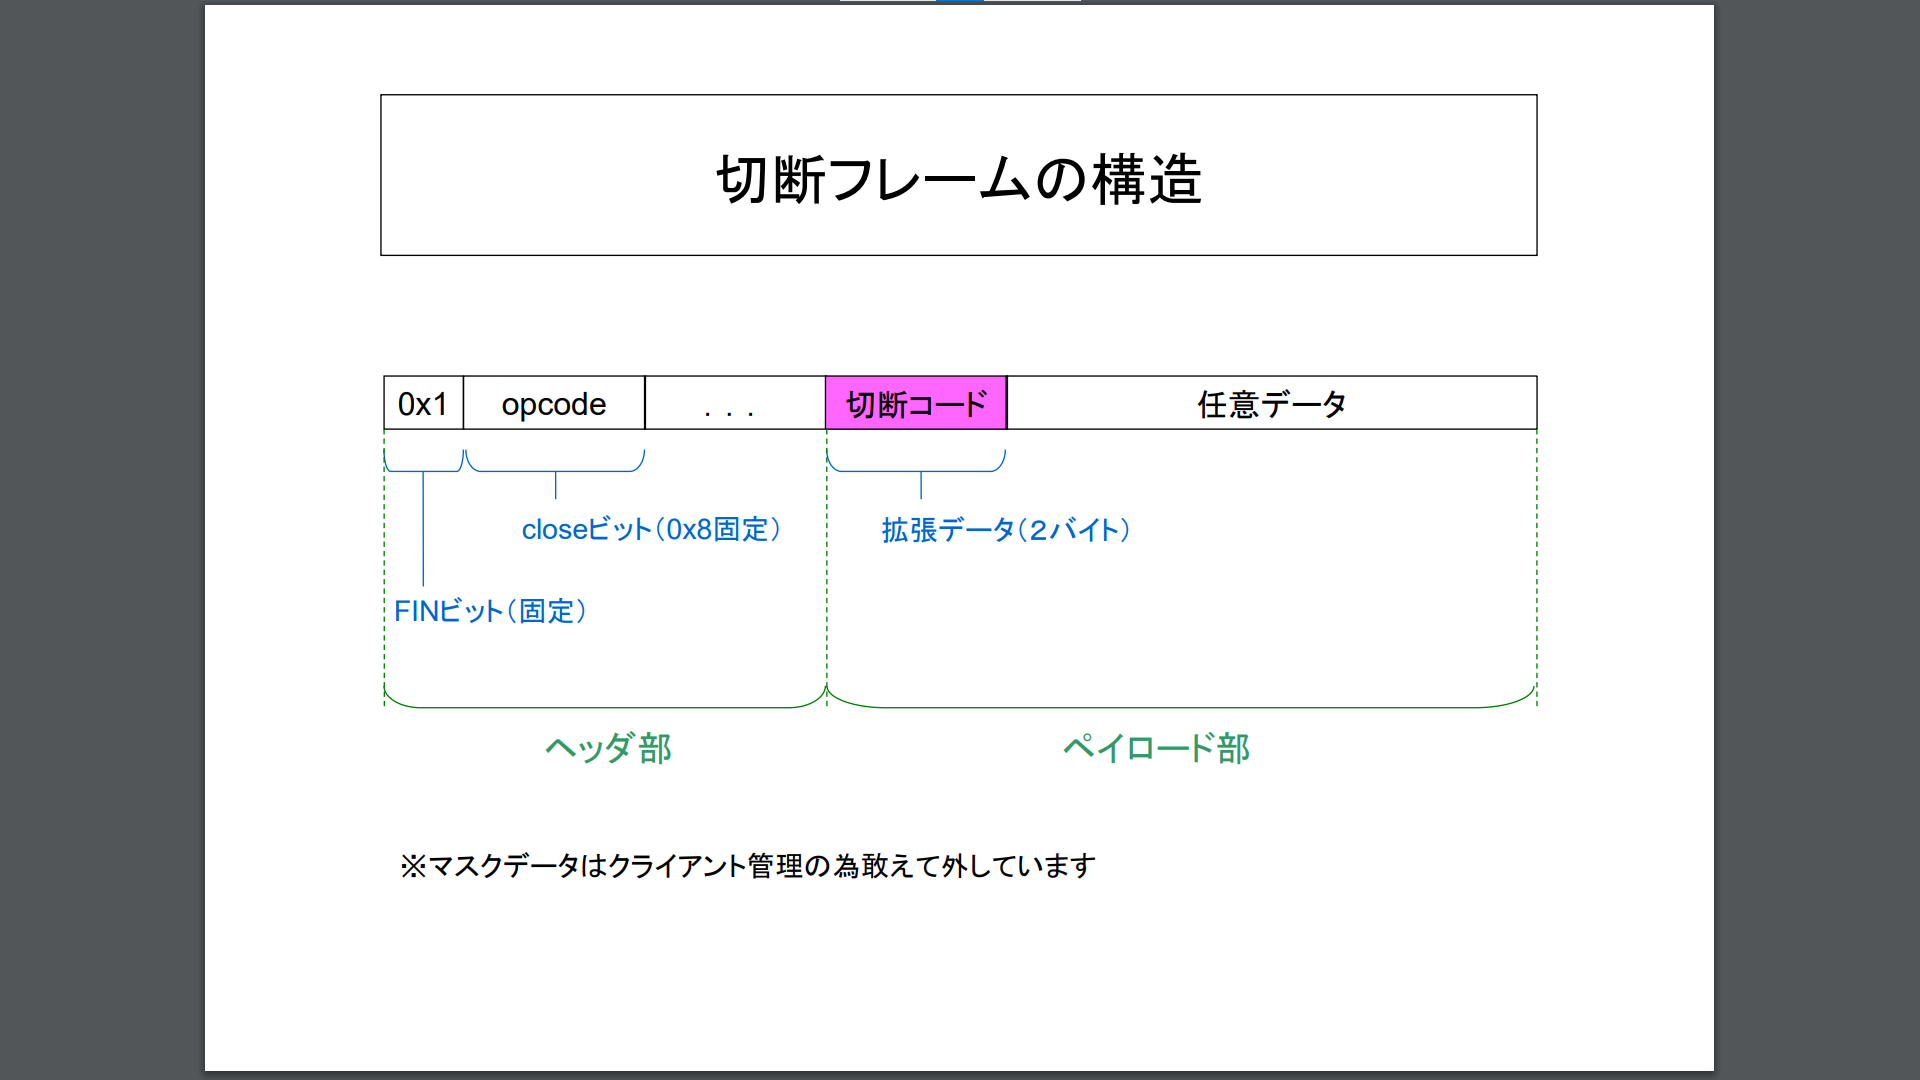 切断フレームの構造
0x1 opcode ．．． 切断コード 任意データ
closeビット（0x8固定） 拡張データ（２バイト）
FINビット（固定）
ヘッダ部 ペイロード部
※マスクデータはクライアント管理の為敢えて外しています